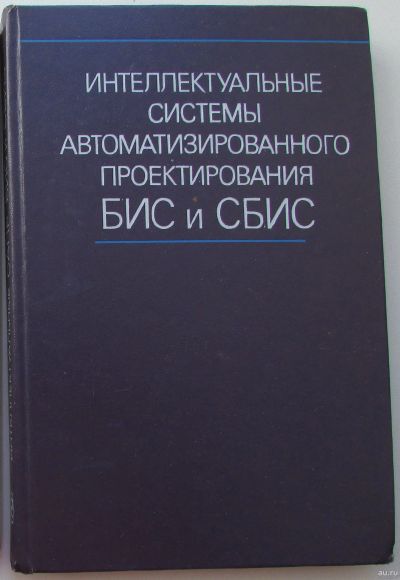 ИНТЕЛЛЕКТУАЛЬНЫЕ
СИСТЕМЫ
АВТОМАТИЗИРОВАННОГО
ПРОЕКТИРОВАНИЯ
БИС и СБИС
au.ru